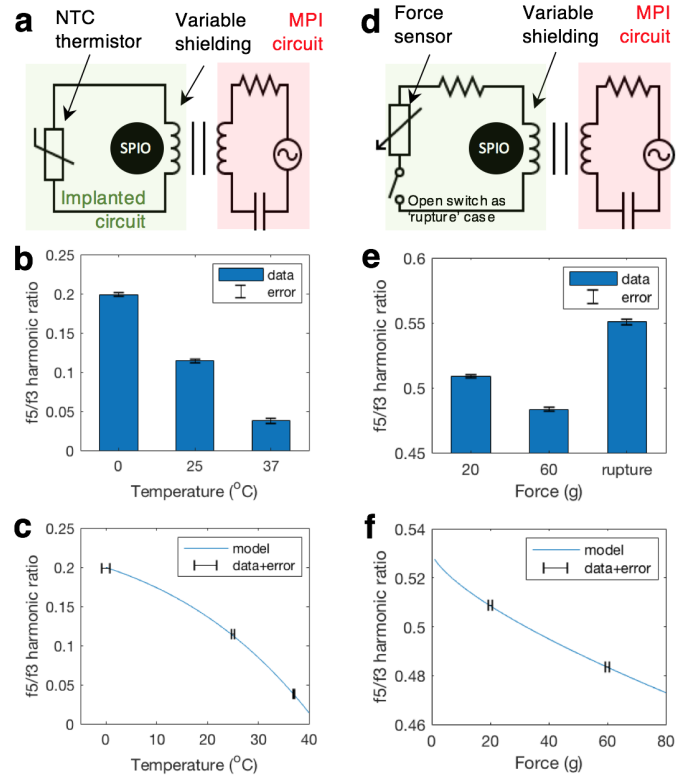 a
NTC
thermistor
Variable
shielding
MPI
circuit
SPIO
Implanted
circuit
d
Force
sensor
Variable
shielding
MPI
circuit
SPIO
Open switch as
'rupture' case
b
f5/f3 harmonic ratio
0.25
0.2
0.15
0.1
0.05
0
data
error
0
25
37
Temperature (°C)
e
f5/f3 harmonic ratio
0.6
0.55
0.5
0.45
data
error
20
60
rupture
Force (g)
c
f5/f3 harmonic ratio
0.25
0.2
0.15
0.1
0.05
0
model
data+error
0
10
20
30
40
Temperature (°C)
f
f5/f3 harmonic ratio
0.54
0.52
0.5
0.48
0.46
model
data+error
0
20
40
60
80
Force (g)